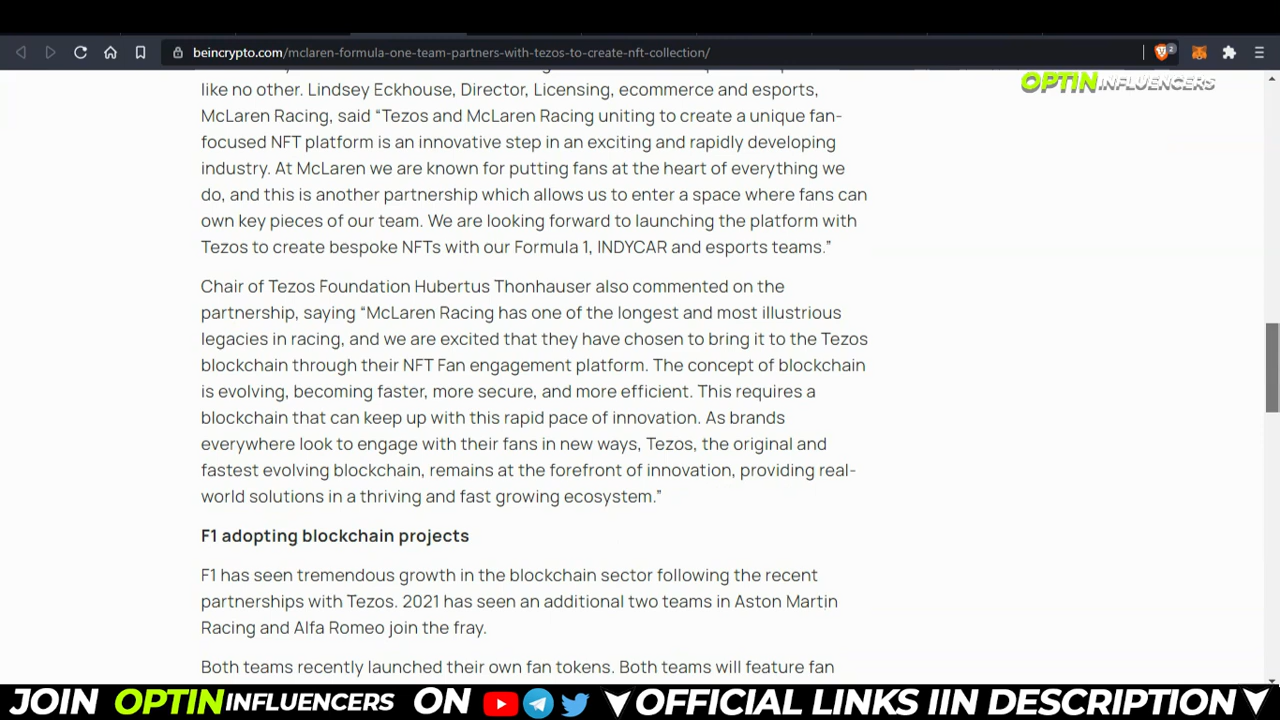 beincrypto.com/mclaren-formula-one-team-partners-with-tezos-to-create-nft-collection/
2
OPTIN INFLUENCERS
like no other. Lindsey Eckhouse, Director, Licensing, ecommerce and esports,
McLaren Racing, said “Tezos and McLaren Racing uniting to create a unique fan-
focused NFT platform is an innovative step in an exciting and rapidly developing
industry. At McLaren we are known for putting fans at the heart of everything we
do, and this is another partnership which allows us to enter a space where fans can
own key pieces of our team. We are looking forward to launching the platform with
Tezos to create bespoke NFTs with our Formula 1, INDYCAR and esports teams.”
Chair of Tezos Foundation Hubertus Thonhauser also commented on the
partnership, saying “McLaren Racing has one of the longest and most illustrious
legacies in racing, and we are excited that they have chosen to bring it to the Tezos
blockchain through their NFT Fan engagement platform. The concept of blockchain
is evolving, becoming faster, more secure, and more efficient. This requires a
blockchain that can keep up with this rapid pace of innovation. As brands
everywhere look to engage with their fans in new ways, Tezos, the original and
fastest evolving blockchain, remains at the forefront of innovation, providing real-
world solutions in a thriving and fast growing ecosystem.”
F1 adopting blockchain projects
F1 has seen tremendous growth in the blockchain sector following the recent
partnerships with Tezos. 2021 has seen an additional two teams in Aston Martin
Racing and Alfa Romeo join the fray.
Both teams recently launched their own fan tokens. Both teams will feature fan
JOIN OPTIN INFLUENCERS ON OFFICIAL LINKS IIN DESCRIPTION